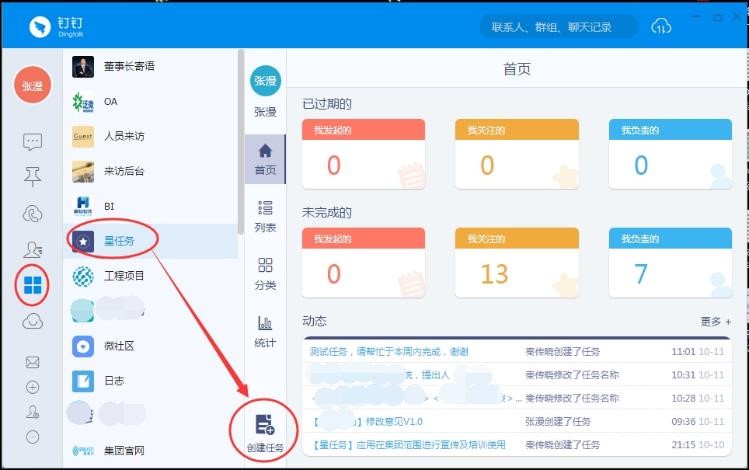 钉钉
Dingtalk
联系人、群组、聊天记录
张漫
董事长寄语
OA
Guest
人员来访
来访后台
BI
星任务
工程项目
微社区
日志
集团官网
张漫
张漫
首页
列表
分类
统计
创建任务
首页
已过期的
我发起的
0
我关注的
0
我负责的
0
未完成的
我发起的
0
我关注的
13
我负责的
7
动态
更多 +
测试任务，请帮忙于本周内完成，谢谢 秦传晓创建了任务 11:01 10-11
统，提出人 秦传晓修改了任务名称 10:31 10-11
秦传晓修改了任务名称 10:28 10-11
修改意见V1.0 张漫创建了任务 09:36 10-11
【星任务】应用在集团范围进行宣传及培训使用 秦传晓创建了任务 21:15 10-10